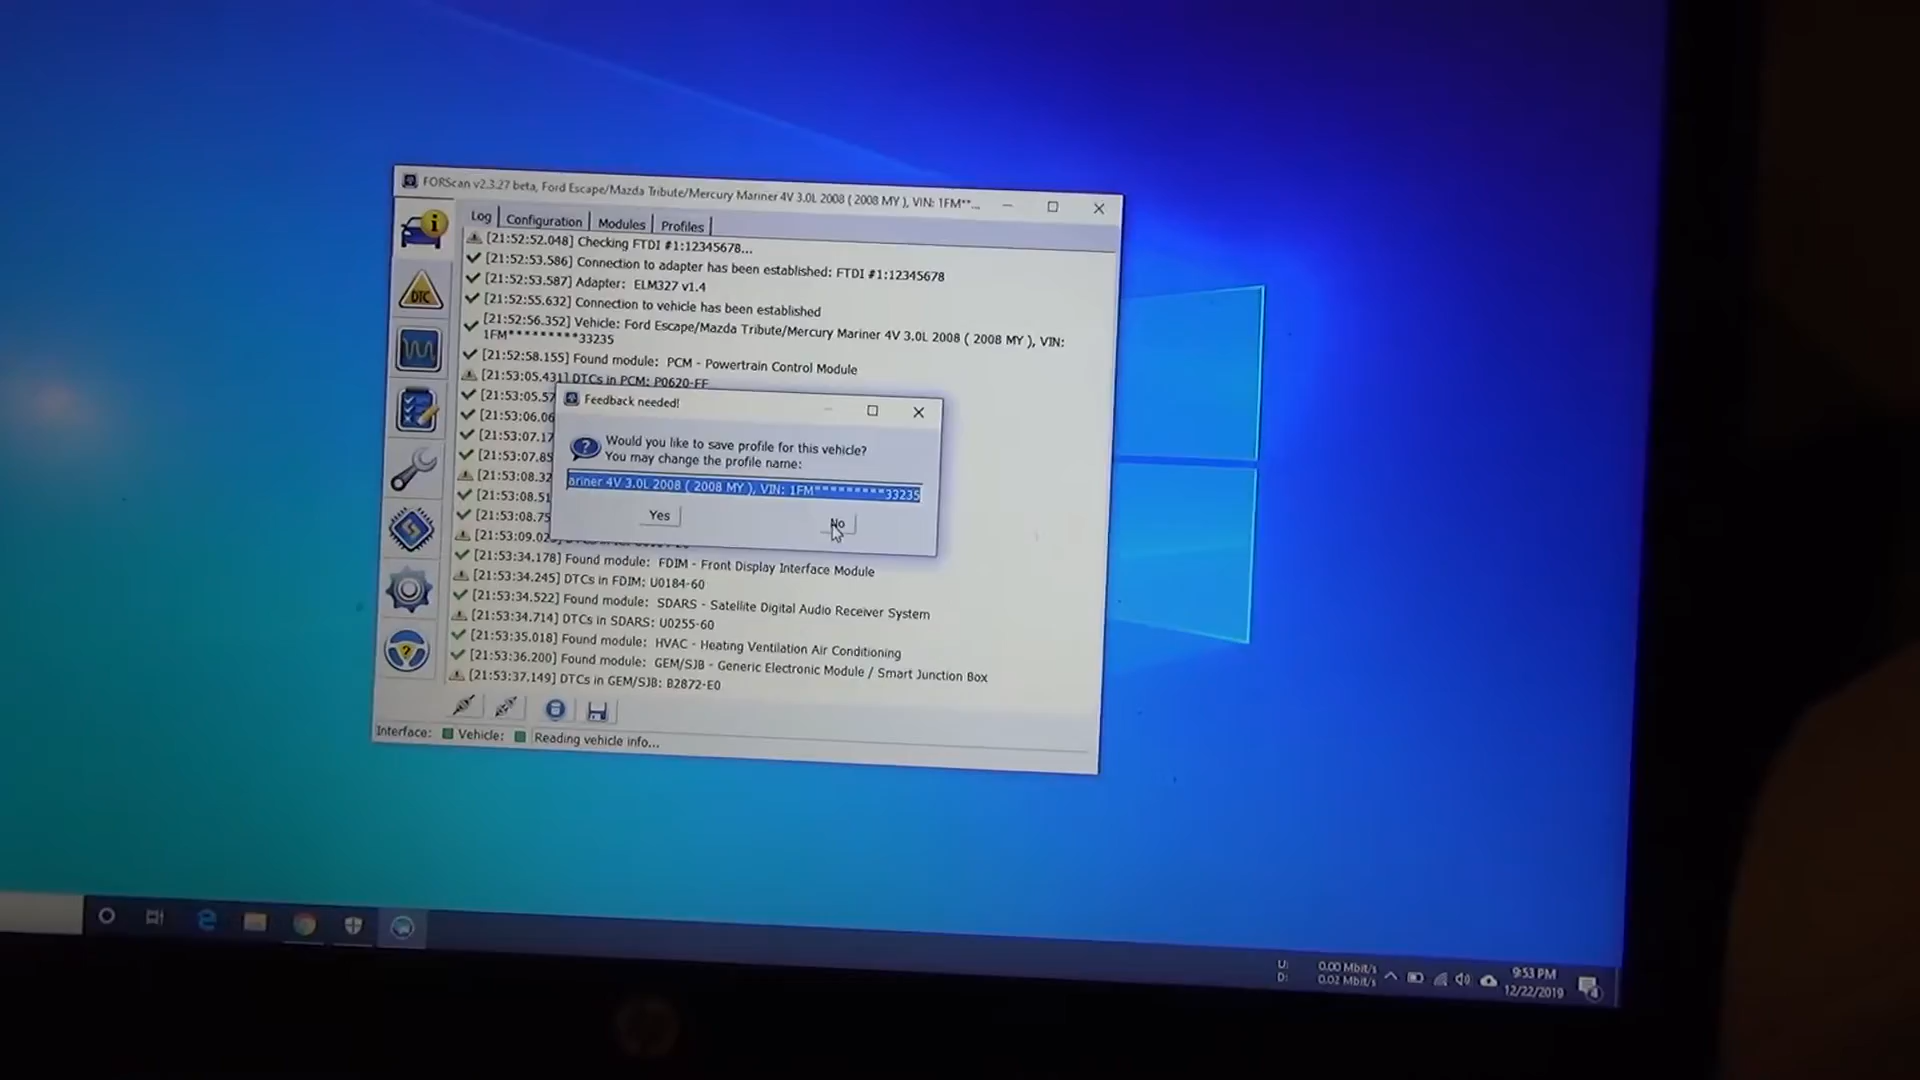 FORScan v2.3.27 beta, Ford Escape/Mazda Tribute/Mercury Mariner 4V 3.0L 2008 ( 2008 MY ), VIN: 1FM**...
Log
Configuration
Modules
Profiles
[21:52:52.048] Checking FTDI #1:12345678...
[21:52:53.586] Connection to adapter has been established: FTDI #1:12345678
[21:52:53.587] Adapter: ELM327 v1.4
[21:52:55.632] Connection to vehicle has been established
[21:52:56.352] Vehicle: Ford Escape/Mazda Tribute/Mercury Mariner 4V 3.0L 2008 ( 2008 MY ), VIN:
1FM*********33235
[21:52:58.155] Found module: PCM - Powertrain Control Module
[21:53:05.431] DTCs in PCM: P0620-FF
[21:53:05.57
[21:53:06.06
[21:53:07.17
[21:53:07.85
[21:53:08.32
[21:53:08.51
[21:53:08.75
[21:53:09.02
[21:53:34.178] Found module: FDIM - Front Display Interface Module
[21:53:34.245] DTCs in FDIM: U0184-60
[21:53:34.522] Found module: SDARS - Satellite Digital Audio Receiver System
[21:53:34.714] DTCs in SDARS: U0255-60
[21:53:35.018] Found module: HVAC - Heating Ventilation Air Conditioning
[21:53:36.200] Found module: GEM/SJB - Generic Electronic Module / Smart Junction Box
[21:53:37.149] DTCs in GEM/SJB: B2872-E0
Feedback needed!
Would you like to save profile for this vehicle?
You may change the profile name:
ariner 4V 3.0L 2008 ( 2008 MY ), VIN: 1FM*********33235
Yes
No
DTC
Interface:
Vehicle:
Reading vehicle info...
U: 0.00 Mbit/s
D: 0.02 Mbit/s
9:53 PM
12/22/2019